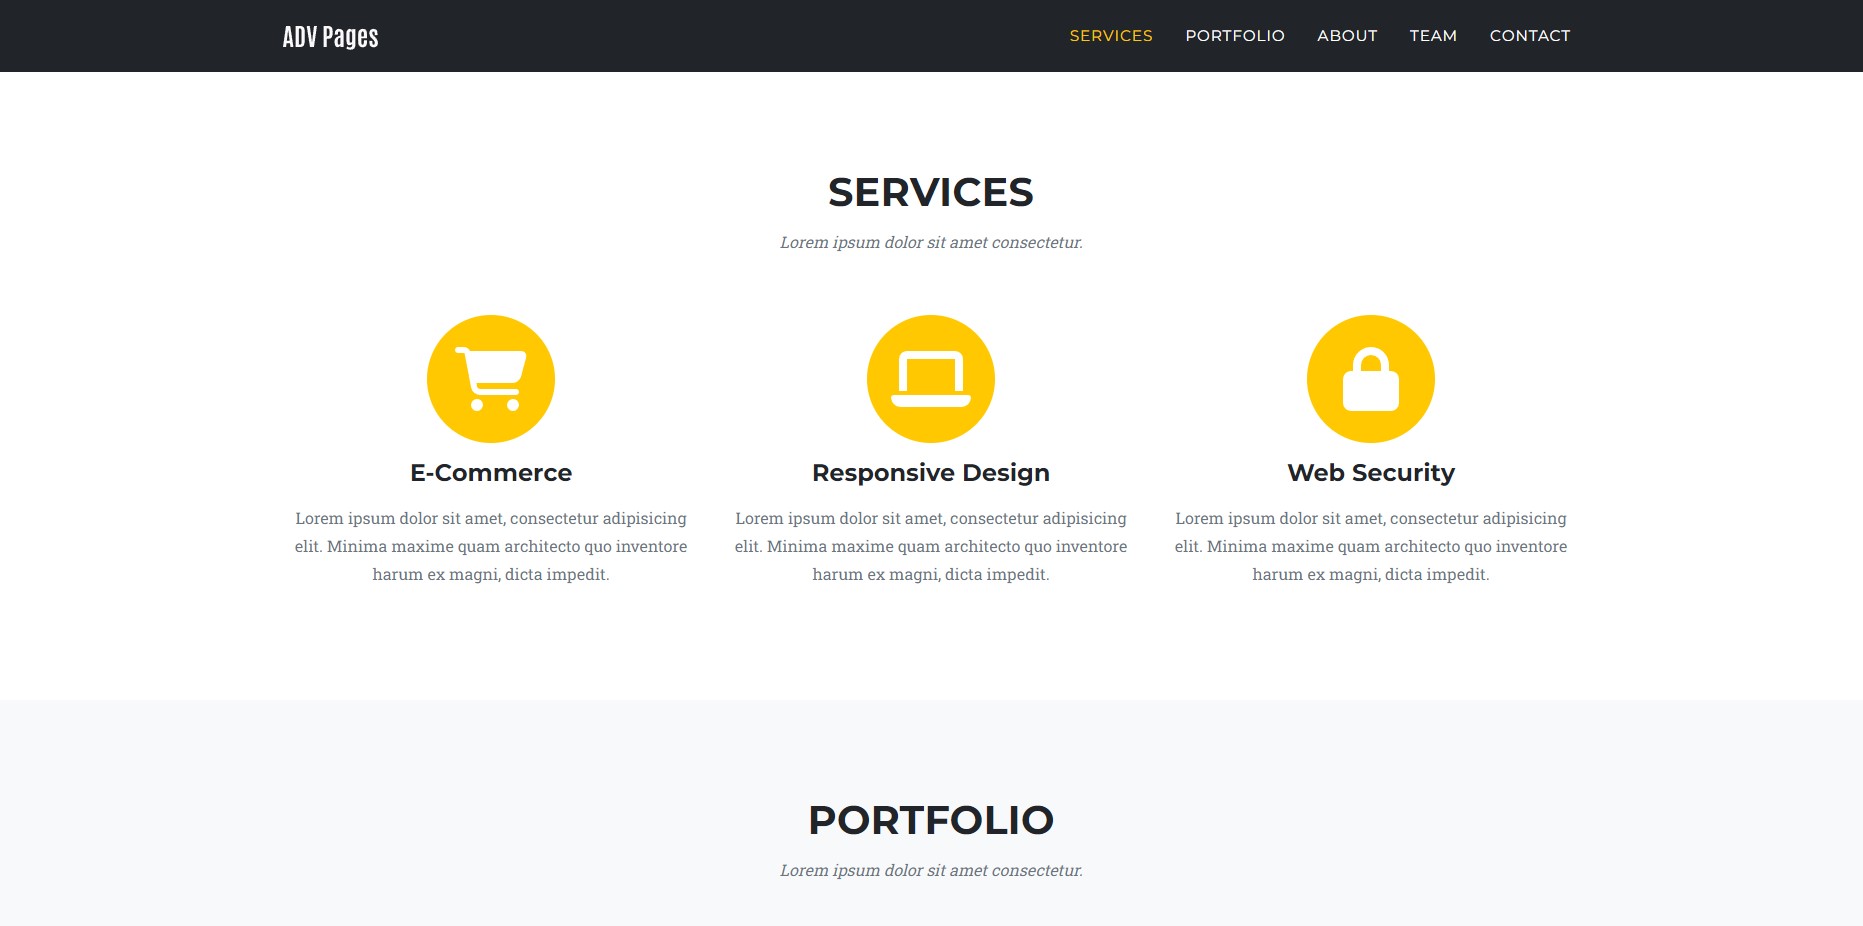 ADV Pages
SERVICES PORTFOLIO ABOUT TEAM CONTACT
SERVICES
Lorem ipsum dolor sit amet consectetur.
E-Commerce
Lorem ipsum dolor sit amet, consectetur adipisicing
elit. Minima maxime quam architecto quo inventore
harum ex magni, dicta impedit.
Responsive Design
Lorem ipsum dolor sit amet, consectetur adipisicing
elit. Minima maxime quam architecto quo inventore
harum ex magni, dicta impedit.
Web Security
Lorem ipsum dolor sit amet, consectetur adipisicing
elit. Minima maxime quam architecto quo inventore
harum ex magni, dicta impedit.
PORTFOLIO
Lorem ipsum dolor sit amet consectetur.